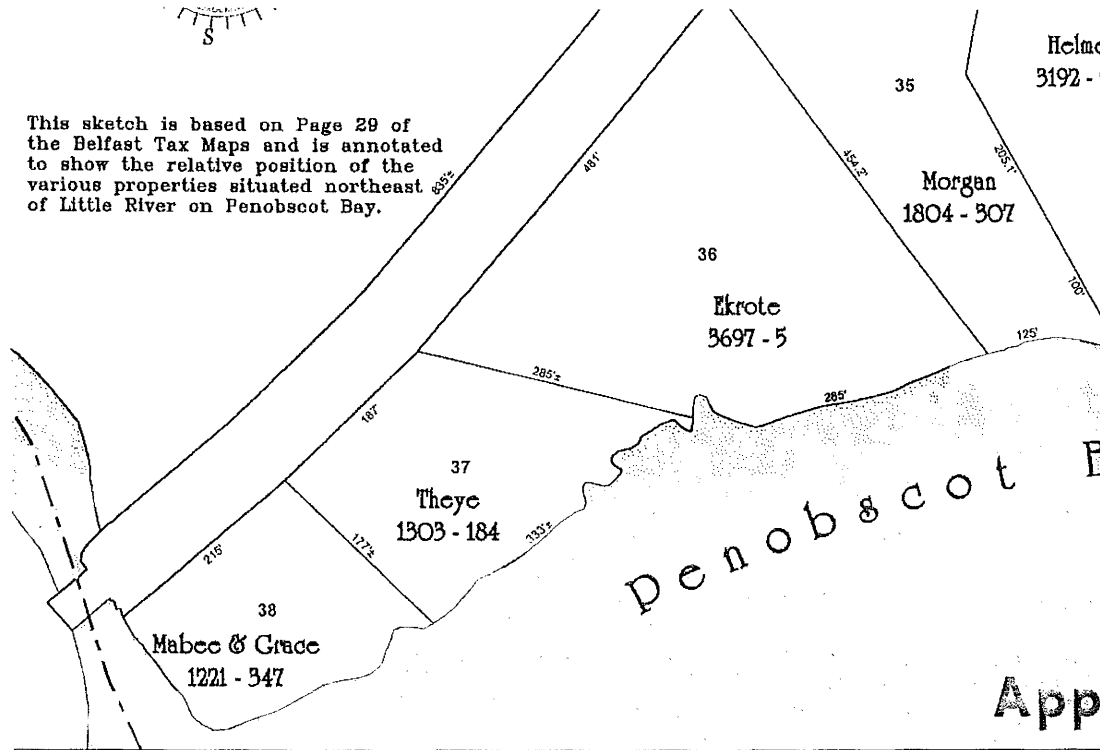 S
This sketch is based on Page 29 of
the Belfast Tax Maps and is annotated
to show the relative position of the
various properties situated northeast
of Little River on Penobscot Bay.
835'±
481'
454.2'
35
Helme
3192 -
205.1'
Morgan
1804 - 307
100'
36
Ekrote
3697 - 5
125'
285'±
285'
187'
37
Theye
1303 - 184
177'±
333'±
215'
38
Mabee & Grace
1221 - 347
Penobscot B
App